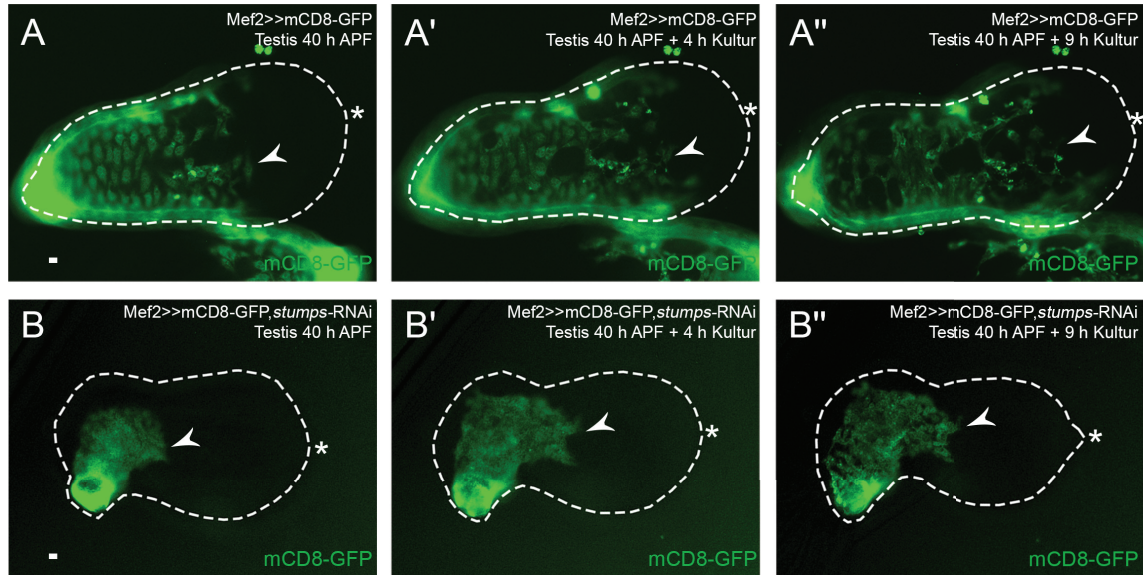 A
Mef2>>mCD8-GFP
Testis 40 h APF
*
mCD8-GFP
A'
Mef2>>mCD8-GFP
Testis 40 h APF + 4 h Kultur
*
mCD8-GFP
A"
Mef2>>mCD8-GFP
Testis 40 h APF + 9 h Kultur
*
mCD8-GFP
B
Mef2>>mCD8-GFP,stumps-RNAi
Testis 40 h APF
*
mCD8-GFP
B'
Mef2>>mCD8-GFP,stumps-RNAi
Testis 40 h APF + 4 h Kultur
*
mCD8-GFP
B"
Mef2>>nCD8-GFP,stumps-RNAi
Testis 40 h APF + 9 h Kultur
*
mCD8-GFP